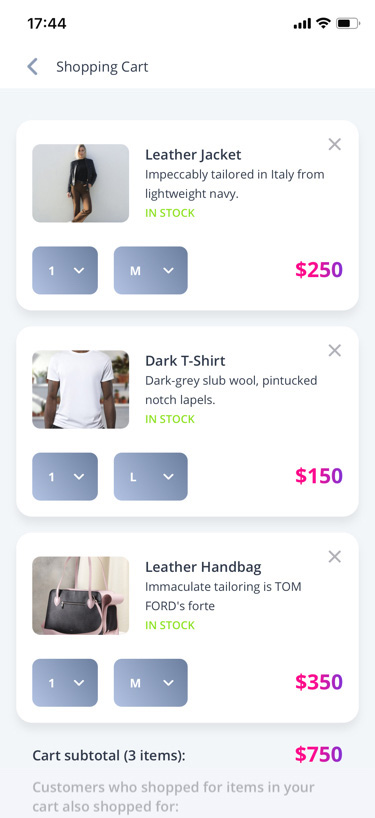 17:44
Shopping Cart
Leather Jacket
Impeccably tailored in Italy from
lightweight navy.
IN STOCK
1
M
$250
Dark T-Shirt
Dark-grey slub wool, pintucked
notch lapels.
IN STOCK
1
L
$150
Leather Handbag
Immaculate tailoring is TOM
FORD's forte
IN STOCK
1
M
$350
Cart subtotal (3 items):
$750
Customers who shopped for items in your
cart also shopped for: